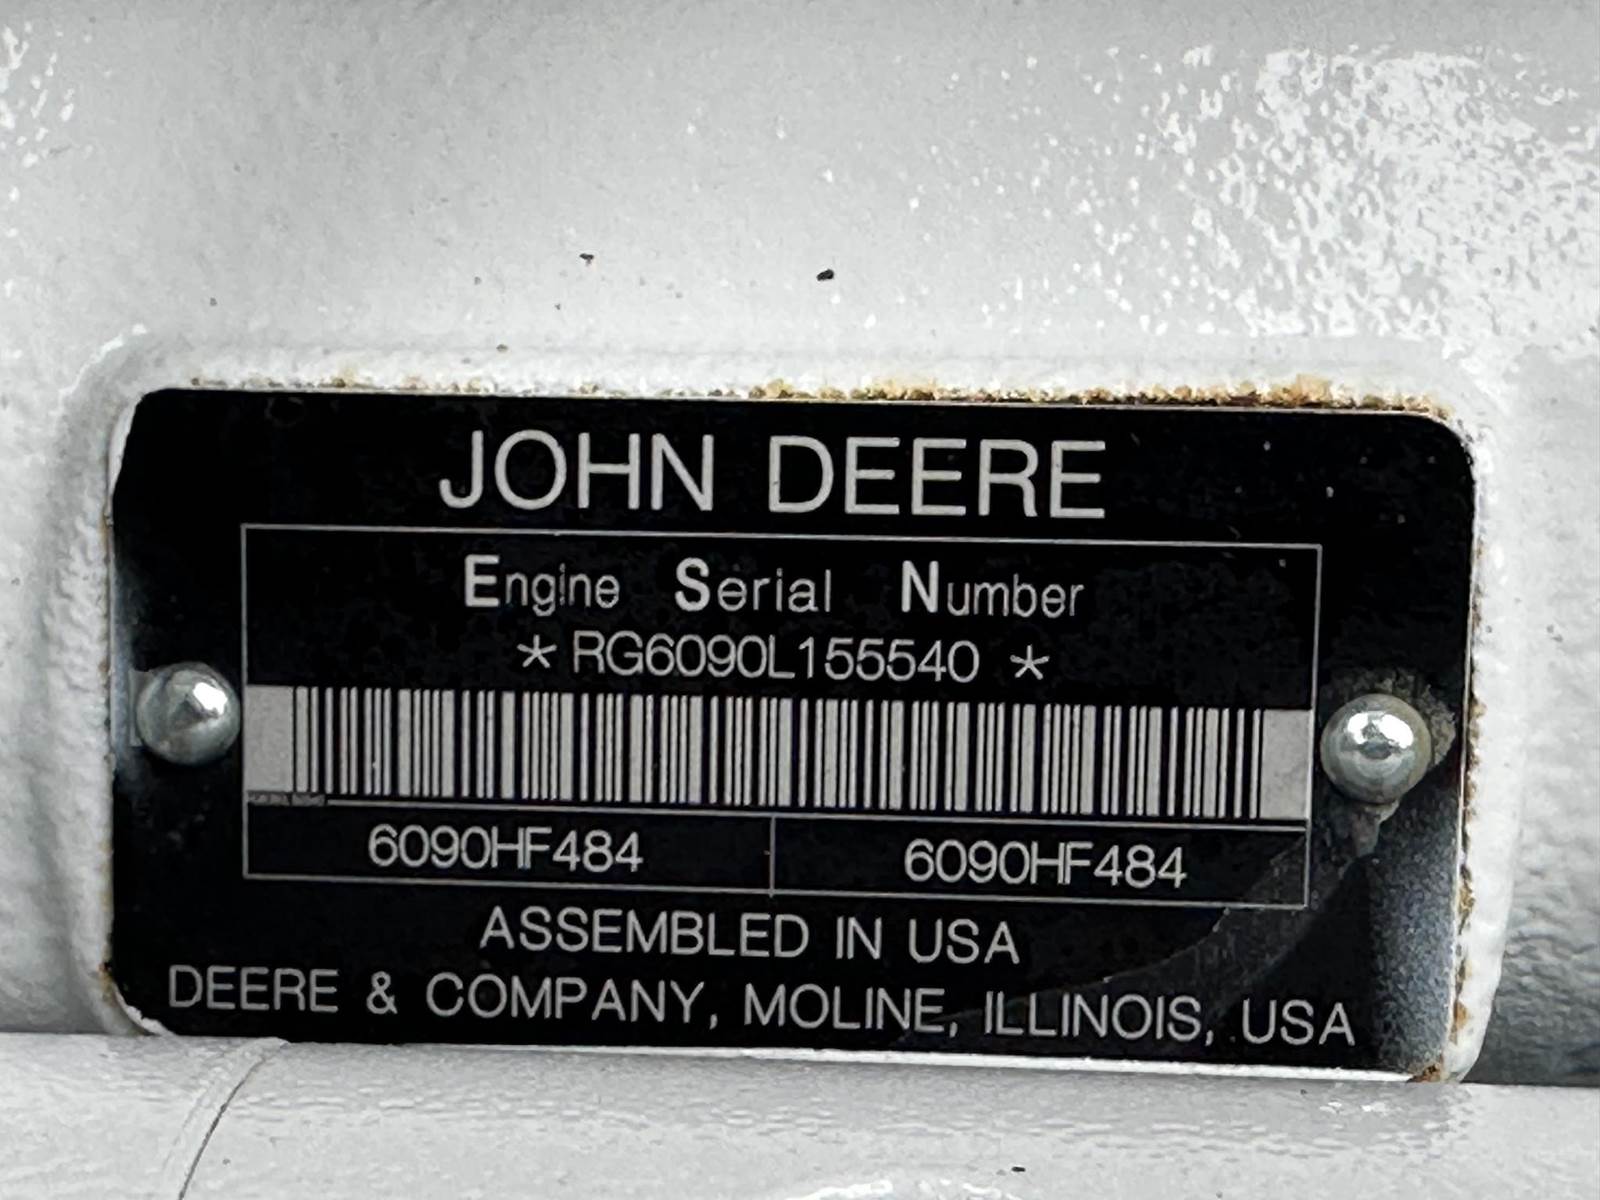 JOHN DEERE
Engine Serial Number
*RG6090L155540*
6090HF484 6090HF484
ASSEMBLED IN USA
DEERE & COMPANY, MOLINE, ILLINOIS, USA